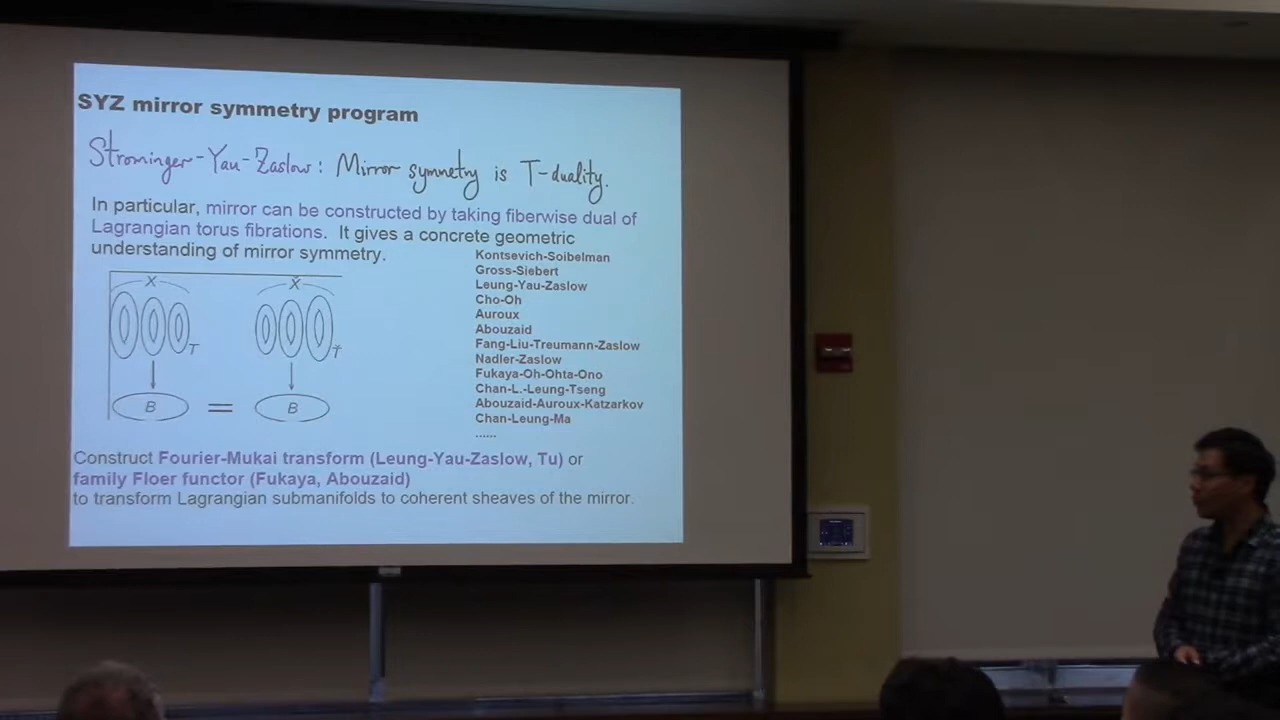 SYZ mirror symmetry program
Strominger-Yau-Zaslow: Mirror symmetry is T-duality.
In particular, mirror can be constructed by taking fiberwise dual of
Lagrangian torus fibrations. It gives a concrete geometric
understanding of mirror symmetry.
Kontsevich-Soibelman
Gross-Siebert
Leung-Yau-Zaslow
Cho-Oh
Auroux
Abouzaid
Fang-Liu-Treumann-Zaslow
Nadler-Zaslow
Fukaya-Oh-Ohta-Ono
Chan-L.-Leung-Tseng
Abouzaid-Auroux-Katzarkov
Chan-Leung-Ma
......
X X̌
T Ť
B = B
Construct Fourier-Mukai transform (Leung-Yau-Zaslow, Tu) or
family Floer functor (Fukaya, Abouzaid)
to transform Lagrangian submanifolds to coherent sheaves of the mirror.